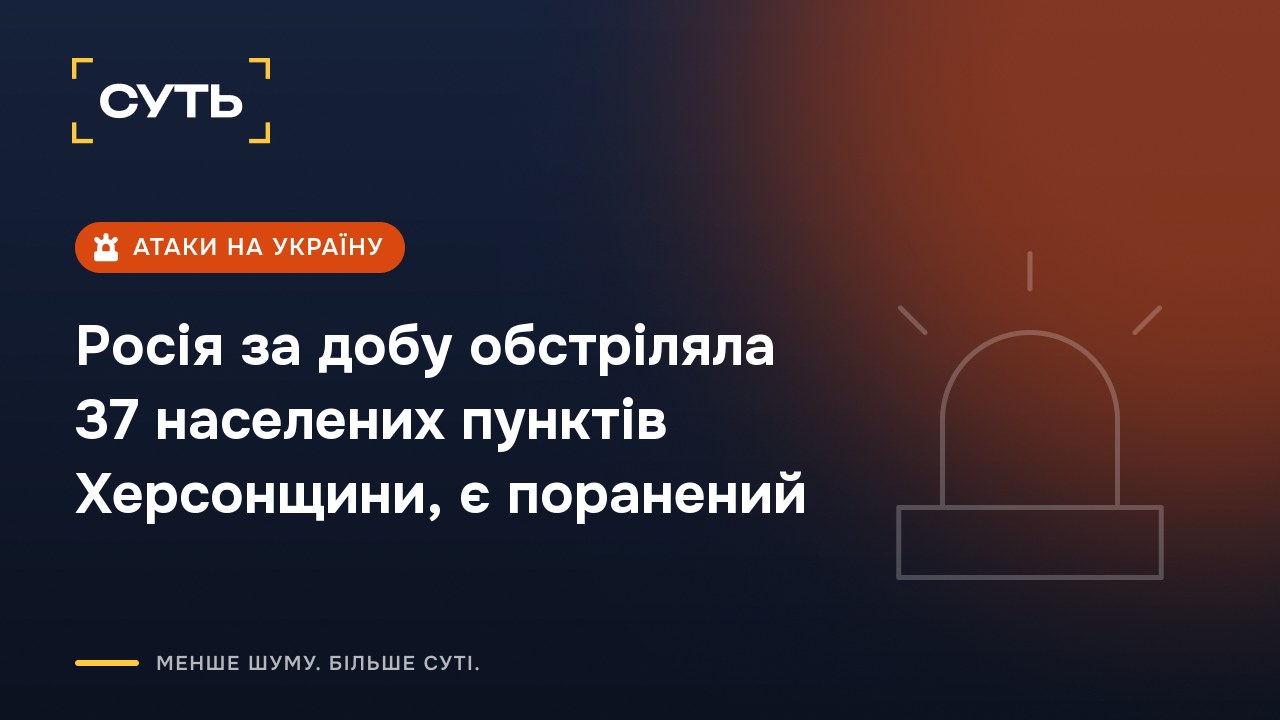 СУТЬ
АТАКИ НА УКРАЇНУ
Росія за добу обстріляла
37 населених пунктів
Херсонщини, є поранений
МЕНШЕ ШУМУ. БІЛЬШЕ СУТІ.